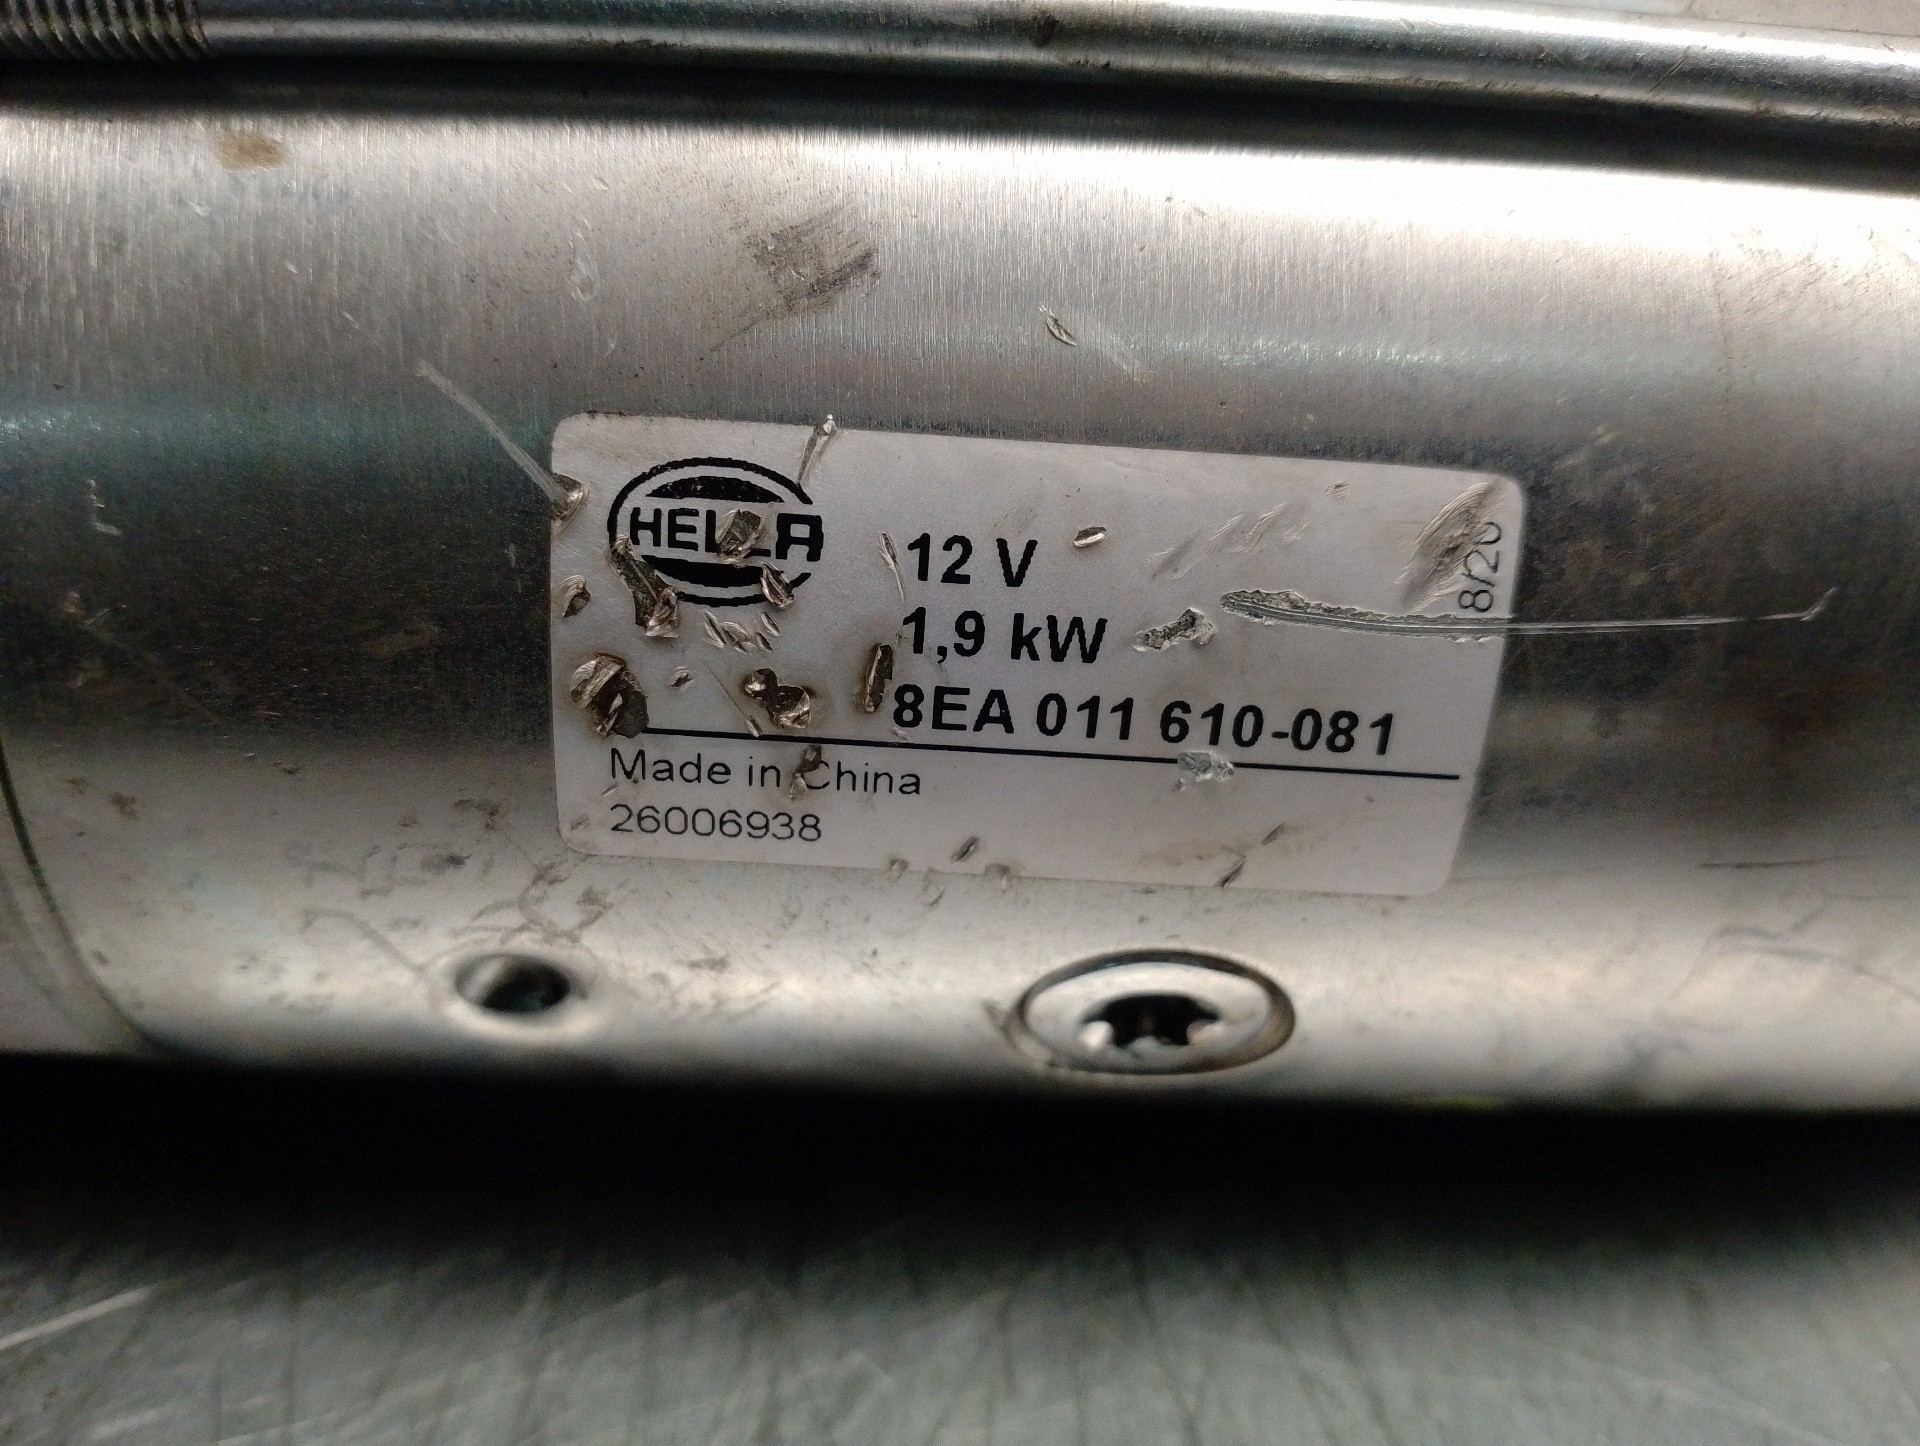 HELLA
12 V
1,9 kW
8EA 011 610-081
Made in China
26006938
8/20